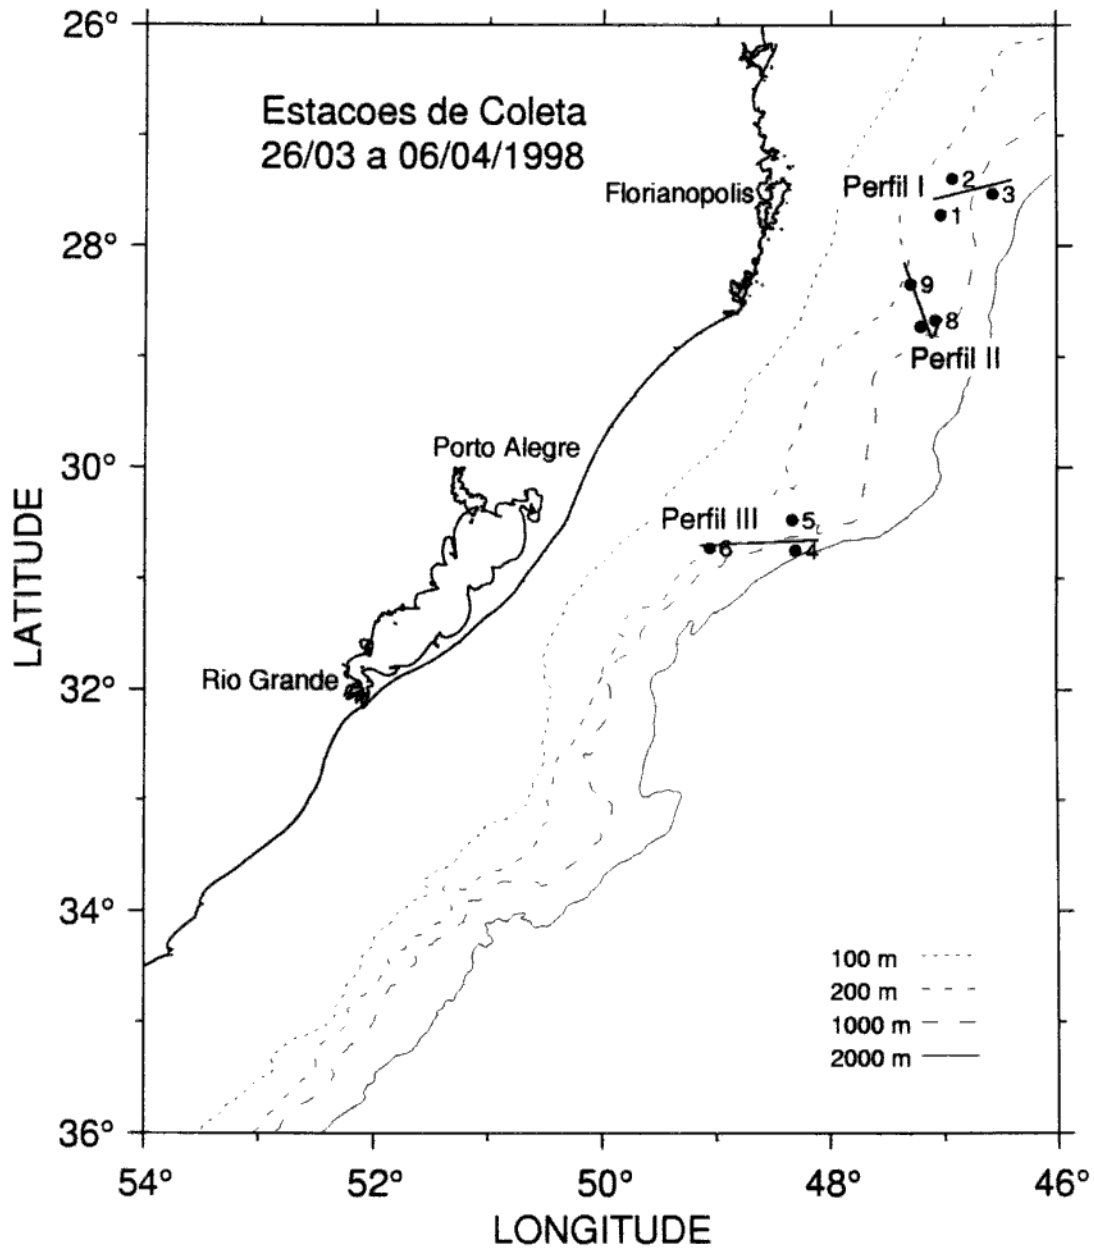 26°
Estacoes de Coleta
26/03 a 06/04/1998
Florianopolis
Perfil I
2
3
1
28°
9
8
Perfil II
Porto Alegre
30°
Perfil III
5
6
4
LATITUDE
Rio Grande
32°
34°
100 m
200 m
1000 m
2000 m
36°
54°
52°
50°
48°
46°
LONGITUDE